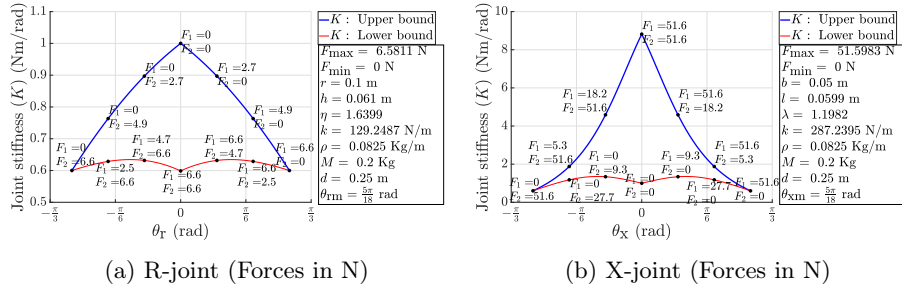 K : Upper bound
K : Lower bound
Joint stiffness (K) (Nm/rad)
1
0.9
0.8
0.7
0.6
0.5
F₁=0
F₂=0
F₁=0
F₂=2.7
F₁=2.7
F₂=0
F₁=0
F₂=4.9
F₁=4.9
F₂=0
F₁=0
F₂=6.6
F₁=2.5
F₂=6.6
F₁=4.7
F₂=6.6
F₁=6.6
F₂=6.6
F₁=6.6
F₂=4.7
F₁=6.6
F₂=2.5
F₁=6.6
F₂=0
-π/3
-π/6
0
π/6
π/3
θr (rad)
Fmax = 6.5811 N
Fmin = 0 N
r = 0.1 m
h = 0.061 m
η = 1.6399
k = 129.2487 N/m
ρ = 0.0825 Kg/m
M = 0.2 Kg
d = 0.25 m
θrm = 5π/18 rad
(a) R-joint (Forces in N)
K : Upper bound
K : Lower bound
Joint stiffness (K) (Nm/rad)
10
8
6
4
2
0
F₁=51.6
F₂=51.6
F₁=18.2
F₂=51.6
F₁=51.6
F₂=18.2
F₁=5.3
F₂=51.6
F₁=51.6
F₂=5.3
F₁=0
F₂=51.6
F₁=0
F₂=27.7
F₁=0
F₂=9.3
F₁=0
F₂=0
F₁=9.3
F₂=0
F₁=27.7
F₂=0
F₁=51.6
F₂=0
-π/3
-π/6
0
π/6
π/3
θx (rad)
Fmax = 51.5983 N
Fmin = 0 N
b = 0.05 m
l = 0.0599 m
λ = 1.1982
k = 287.2395 N/m
ρ = 0.0825 Kg/m
M = 0.2 Kg
d = 0.25 m
θxm = 5π/18 rad
(b) X-joint (Forces in N)